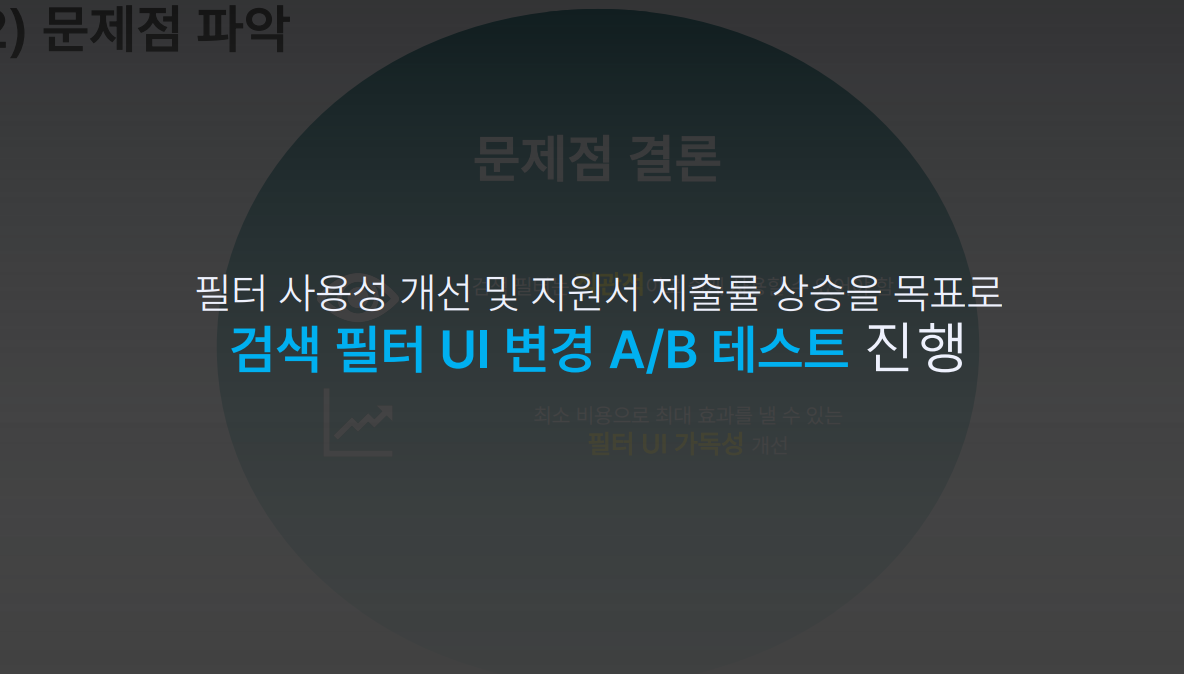 2) 문제점 파악
문제점 결론
필터 사용성 개선 및 지원서 제출률 상승을 목표로
검색 필터 UI 변경 A/B 테스트 진행
최소 비용으로 최대 효과를 낼 수 있는
필터 UI 가독성 개선